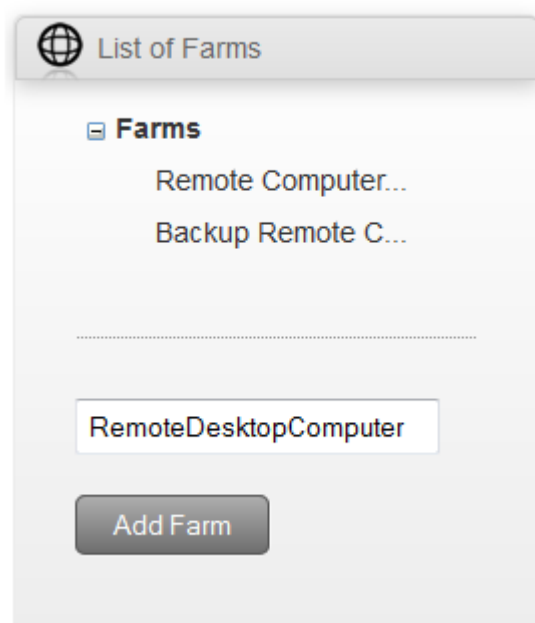 List of Farms
Farms
Remote Computer...
Backup Remote C...
RemoteDesktopComputer
Add Farm